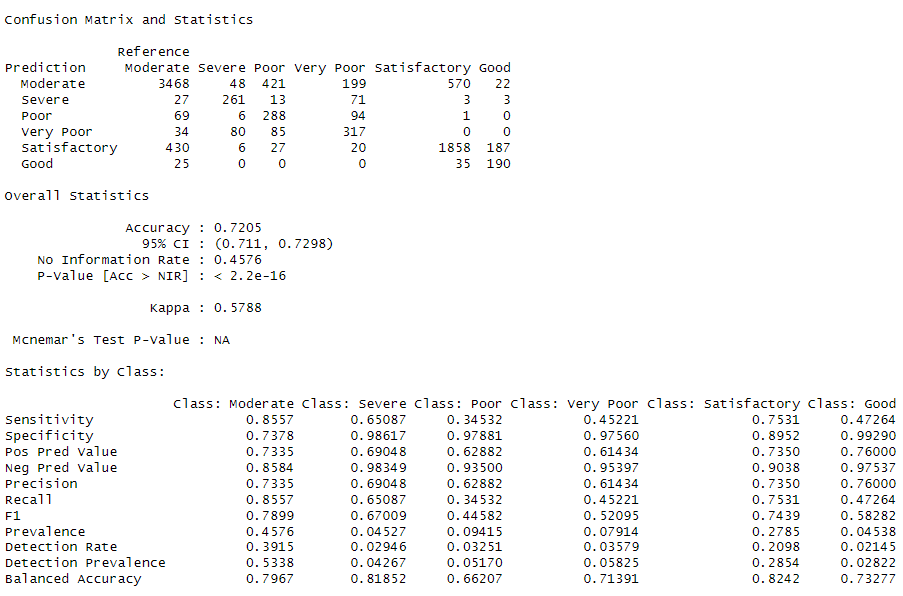 Confusion Matrix and Statistics
Reference
Prediction Moderate Severe Poor Very Poor Satisfactory Good
Moderate 3468 48 421 199 570 22
Severe 27 261 13 71 3 3
Poor 69 6 288 94 1 0
Very Poor 34 80 85 317 0 0
Satisfactory 430 6 27 20 1858 187
Good 25 0 0 0 35 190
Overall Statistics
Accuracy : 0.7205
95% CI : (0.711, 0.7298)
No Information Rate : 0.4576
P-Value [Acc > NIR] : < 2.2e-16
Kappa : 0.5788
Mcnemar's Test P-Value : NA
Statistics by Class:
Class: Moderate Class: Severe Class: Poor Class: Very Poor Class: Satisfactory Class: Good
Sensitivity 0.8557 0.65087 0.34532 0.45221 0.7531 0.47264
Specificity 0.7378 0.98617 0.97881 0.97560 0.8952 0.99290
Pos Pred Value 0.7335 0.69048 0.62882 0.61434 0.7350 0.76000
Neg Pred Value 0.8584 0.98349 0.93500 0.95397 0.9038 0.97537
Precision 0.7335 0.69048 0.62882 0.61434 0.7350 0.76000
Recall 0.8557 0.65087 0.34532 0.45221 0.7531 0.47264
F1 0.7899 0.67009 0.44582 0.52095 0.7439 0.58282
Prevalence 0.4576 0.04527 0.09415 0.07914 0.2785 0.04538
Detection Rate 0.3915 0.02946 0.03251 0.03579 0.2098 0.02145
Detection Prevalence 0.5338 0.04267 0.05170 0.05825 0.2854 0.02822
Balanced Accuracy 0.7967 0.81852 0.66207 0.71391 0.8242 0.73277